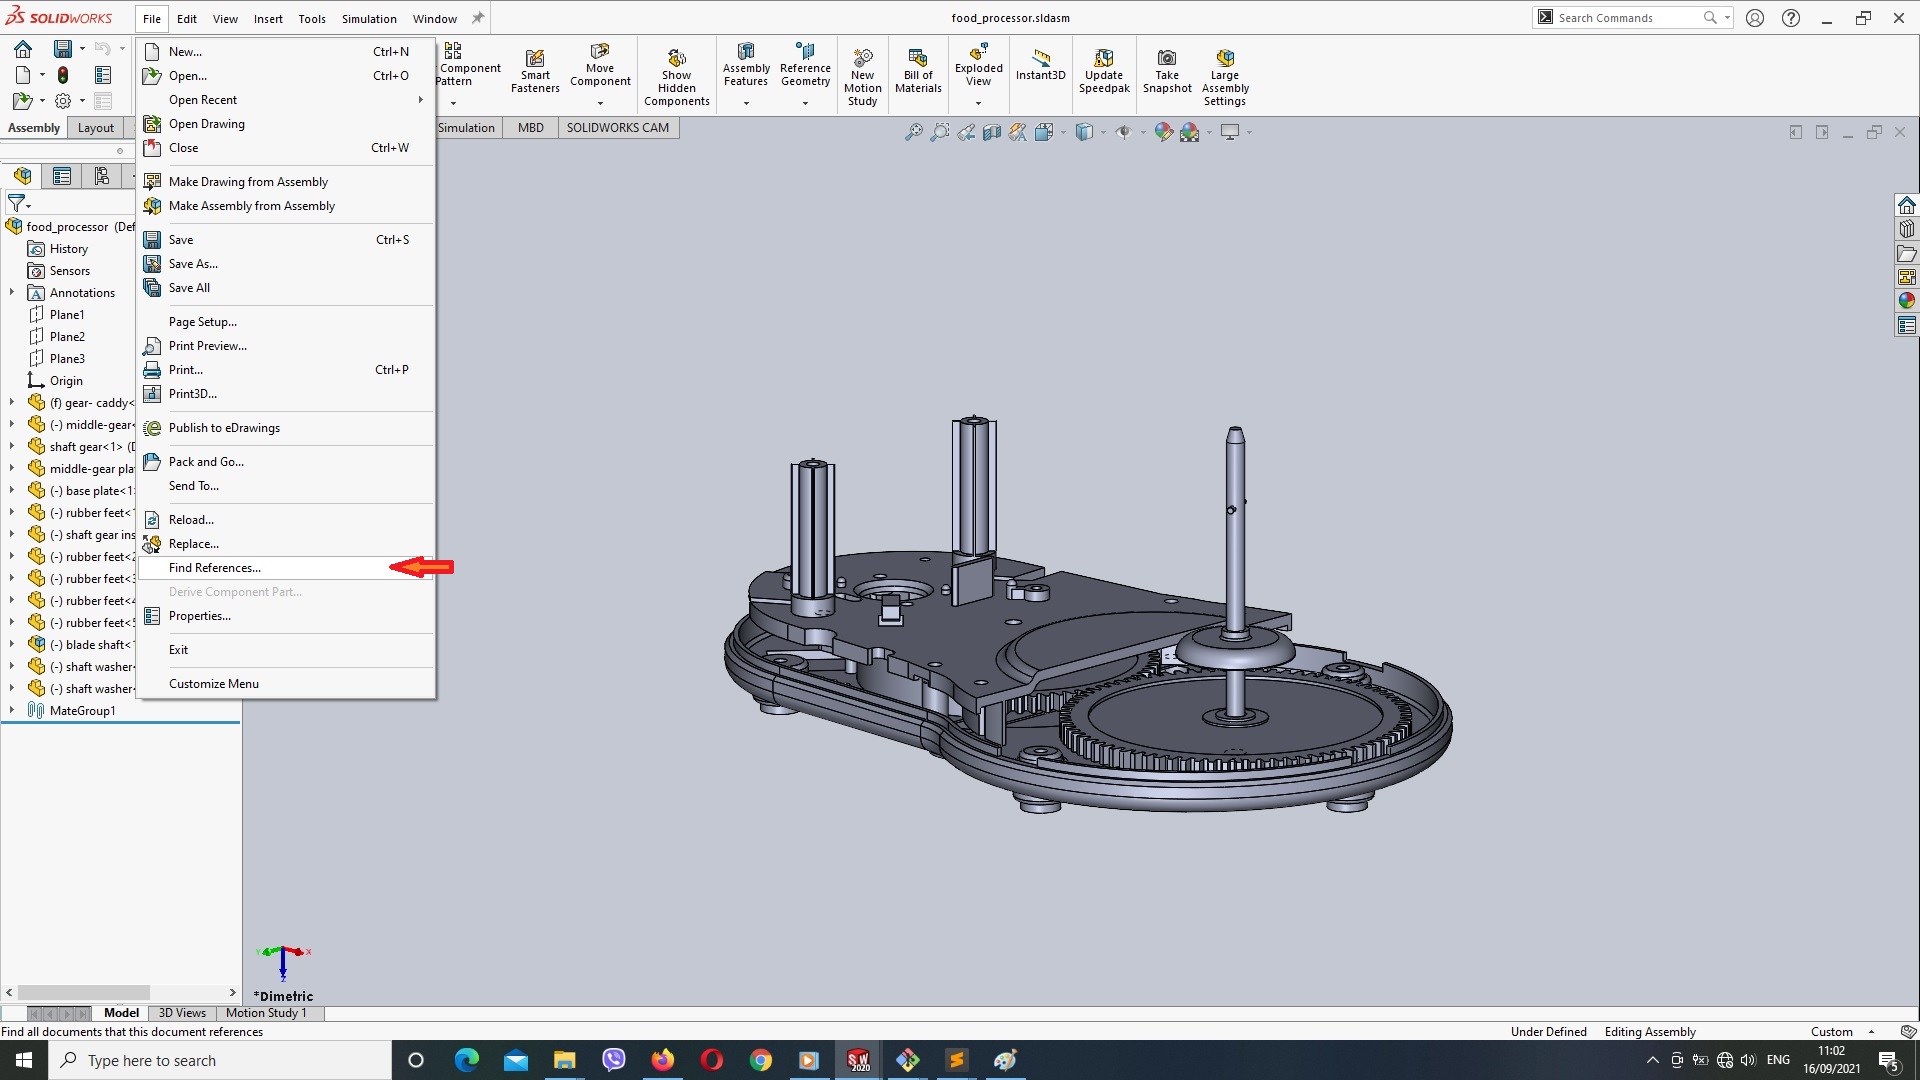 SOLIDWORKS
File Edit View Insert Tools Simulation Window
food_processor.sldasm
Search Commands
New... Ctrl+N
Open... Ctrl+O
Open Recent
Open Drawing
Close Ctrl+W
Make Drawing from Assembly
Make Assembly from Assembly
Save Ctrl+S
Save As...
Save All
Page Setup...
Print Preview...
Print... Ctrl+P
Print3D...
Publish to eDrawings
Pack and Go...
Send To...
Reload...
Replace...
Find References...
Derive Component Part...
Properties...
Exit
Customize Menu
Component
Pattern
Smart
Fasteners
Move
Component
Show
Hidden
Components
Assembly
Features
Reference
Geometry
New
Motion
Study
Bill of
Materials
Exploded
View
Instant3D
Update
Speedpak
Take
Snapshot
Large
Assembly
Settings
Assembly Layout Simulation MBD SOLIDWORKS CAM
food_processor (Def
History
Sensors
Annotations
Plane1
Plane2
Plane3
Origin
(f) gear- caddy<
(-) middle-gear<
shaft gear<1> (D
middle-gear pla
(-) base plate<1>
(-) rubber feet<1
(-) shaft gear ins
(-) rubber feet<2
(-) rubber feet<3
(-) rubber feet<4
(-) rubber feet<5
(-) blade shaft<1
(-) shaft washer<
(-) shaft washer<
MateGroup1
Y X
Z
*Dimetric
Model 3D Views Motion Study 1
Find all documents that this document references
Under Defined Editing Assembly Custom
Type here to search
SW
2020
ENG
11:02
16/09/2021
5